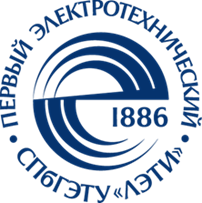 ПЕРВЫЙ ЭЛЕКТРОТЕХНИЧЕСКИЙ
1886
СПбГЭТУ «ЛЭТИ»